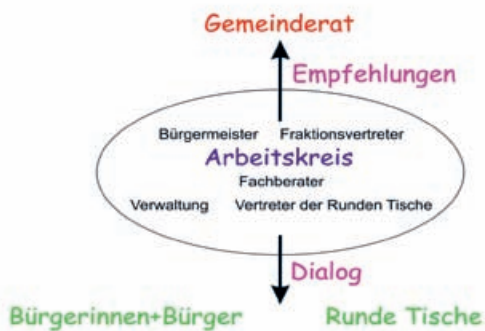 Gemeinderat
Empfehlungen
Bürgermeister Fraktionsvertreter
Arbeitskreis
Fachberater
Verwaltung Vertreter der Runden Tische
Dialog
Bürgerinnen+Bürger Runde Tische